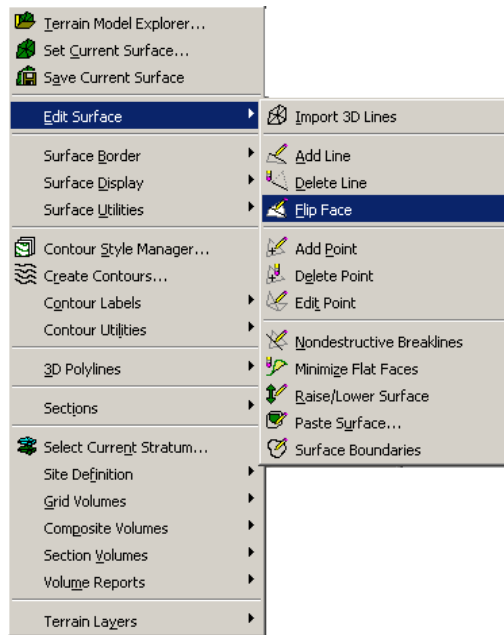 Terrain Model Explorer...
Set Current Surface...
Save Current Surface
Edit Surface
Surface Border
Surface Display
Surface Utilities
Contour Style Manager...
Create Contours...
Contour Labels
Contour Utilities
3D Polylines
Sections
Select Current Stratum...
Site Definition
Grid Volumes
Composite Volumes
Section Volumes
Volume Reports
Terrain Layers
Import 3D Lines
Add Line
Delete Line
Flip Face
Add Point
Delete Point
Edit Point
Nondestructive Breaklines
Minimize Flat Faces
Raise/Lower Surface
Paste Surface...
Surface Boundaries